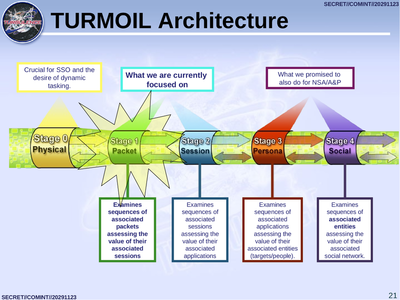 SECRET//COMINT//20291123
TURMOIL Architecture
Crucial for SSO and the
desire of dynamic
tasking.
What we are currently
focused on
What we promised to
also do for NSA/A&P
Stage 0
Physical
Stage 1
Packet
Stage 2
Session
Stage 3
Persona
Stage 4
Social
Examines
sequences of
associated
packets
assessing the
value of their
associated
sessions
Examines
sequences of
associated
sessions
assessing the
value of their
associated
applications
Examines
sequences of
associated
applications
assessing the
value of their
associated entities
(targets/people).
Examines
sequences of
associated
entities
assessing the
value of their
associated
social network.
SECRET//COMINT//20291123
21